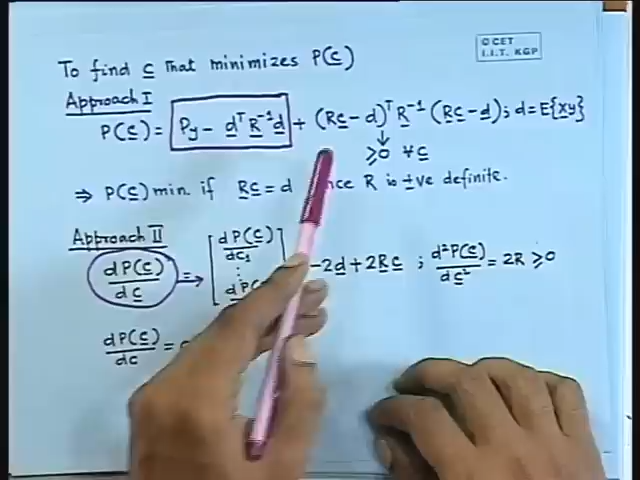 To find c that minimizes P(c)
© CET
I.I.T. KGP
Approach I
P(c) = Py - dᵀR⁻¹d + (Rc - d)ᵀR⁻¹(Rc - d); d = E{xy}
≥0 ∀c
⇒ P(c) min. if Rc = d R is +ve definite.
Approach II
dP(c)/dc = → [dP(c)/dc₁ ⋮ ] -2d + 2Rc ; d²P(c)/dc² = 2R ≥ 0
dP(c)/dc =